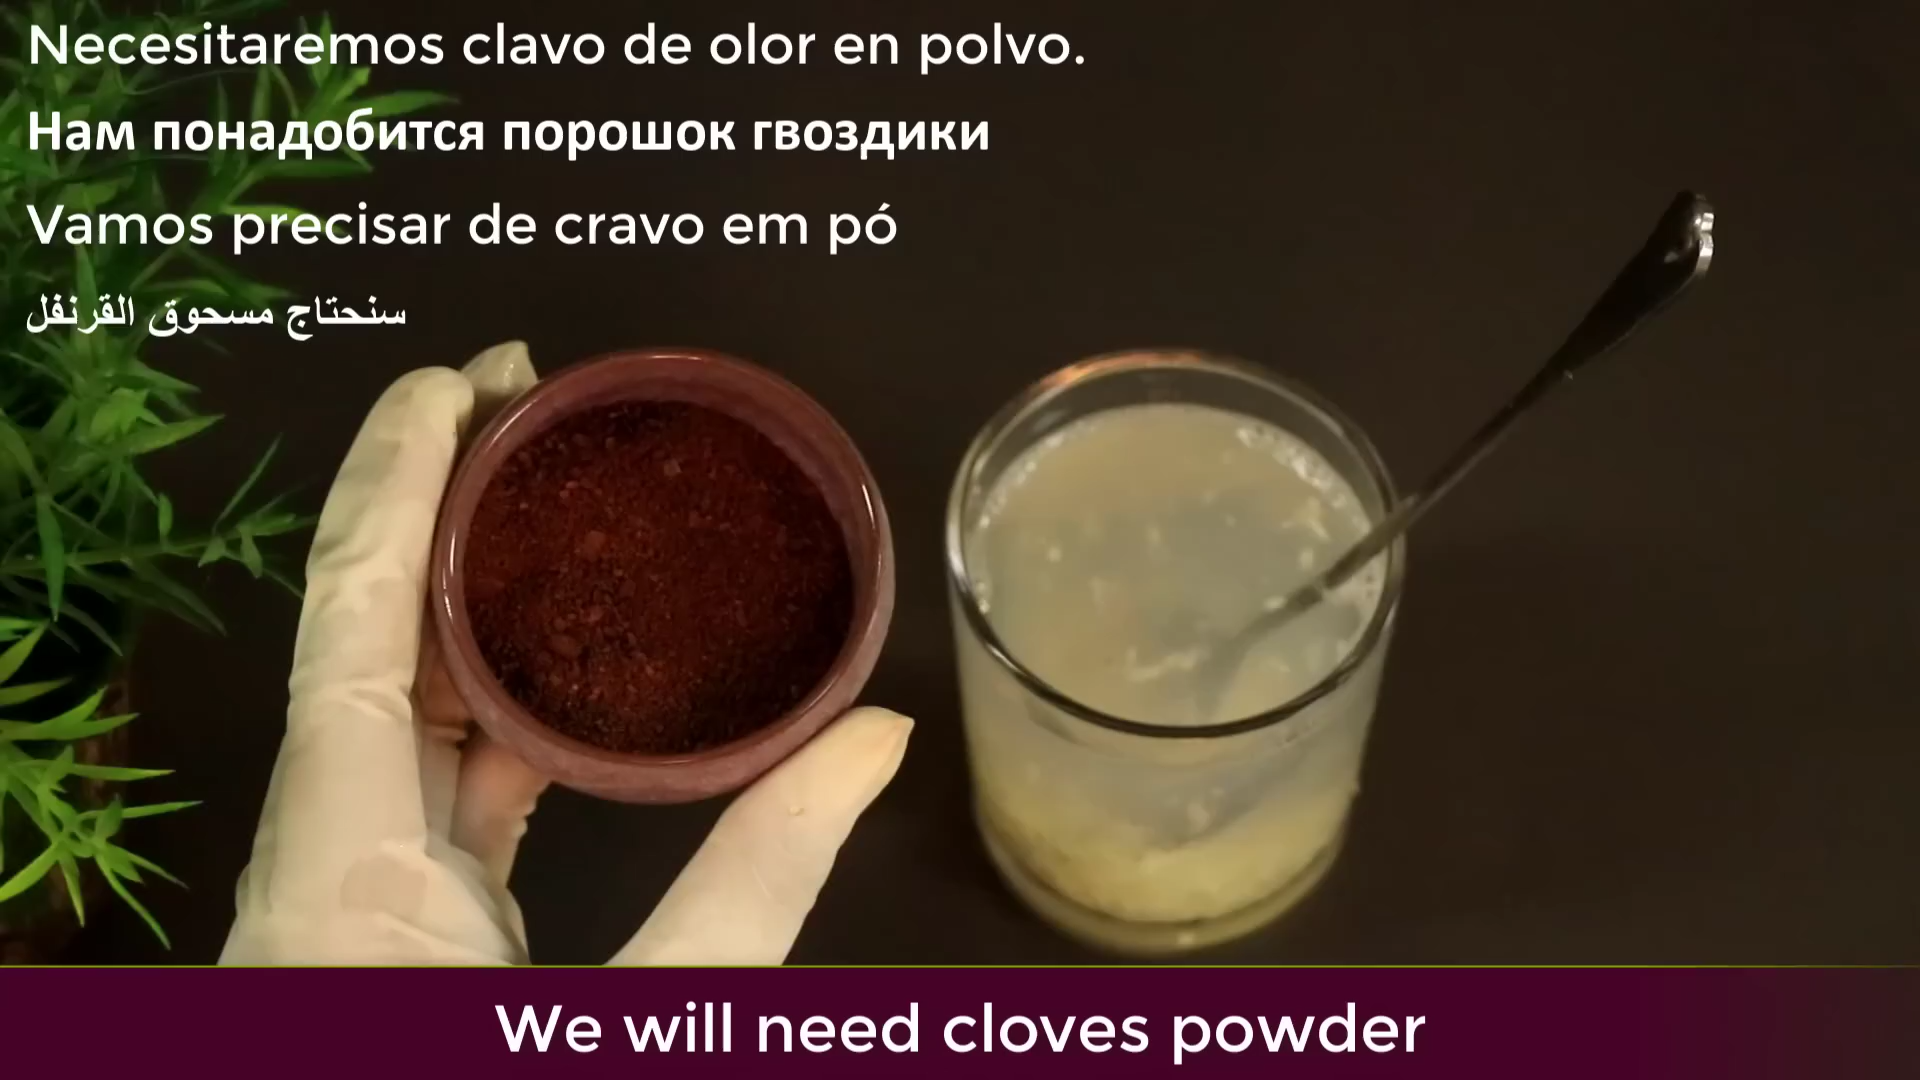 Necesitaremos clavo de olor en polvo.
Нам понадобится порошок гвоздики
Vamos precisar de cravo em pó
سنحتاج مسحوق القرنفل
We will need cloves powder